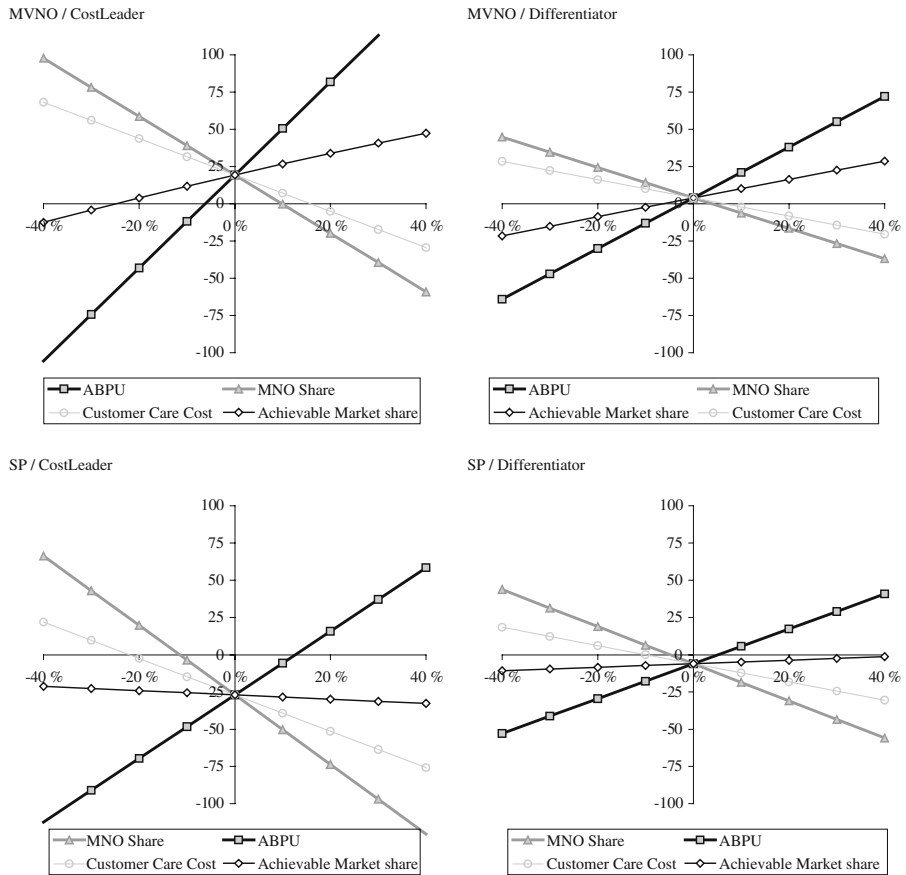 MVNO / CostLeader
100
75
50
25
0
-40 % -20 % 0 % 20 % 40 %
-25
-50
-75
-100
ABPU MNO Share
Customer Care Cost Achievable Market share
MVNO / Differentiator
100
75
50
25
0
-40 % -20 % 0 % 20 % 40 %
-25
-50
-75
-100
ABPU MNO Share
Achievable Market share Customer Care Cost
SP / CostLeader
100
75
50
25
0
-40 % -20 % 0 % 20 % 40 %
-25
-50
-75
-100
MNO Share ABPU
Customer Care Cost Achievable Market share
SP / Differentiator
100
75
50
25
0
-40 % -20 % 0 % 20 % 40 %
-25
-50
-75
-100
MNO Share ABPU
Customer Care Cost Achievable Market share